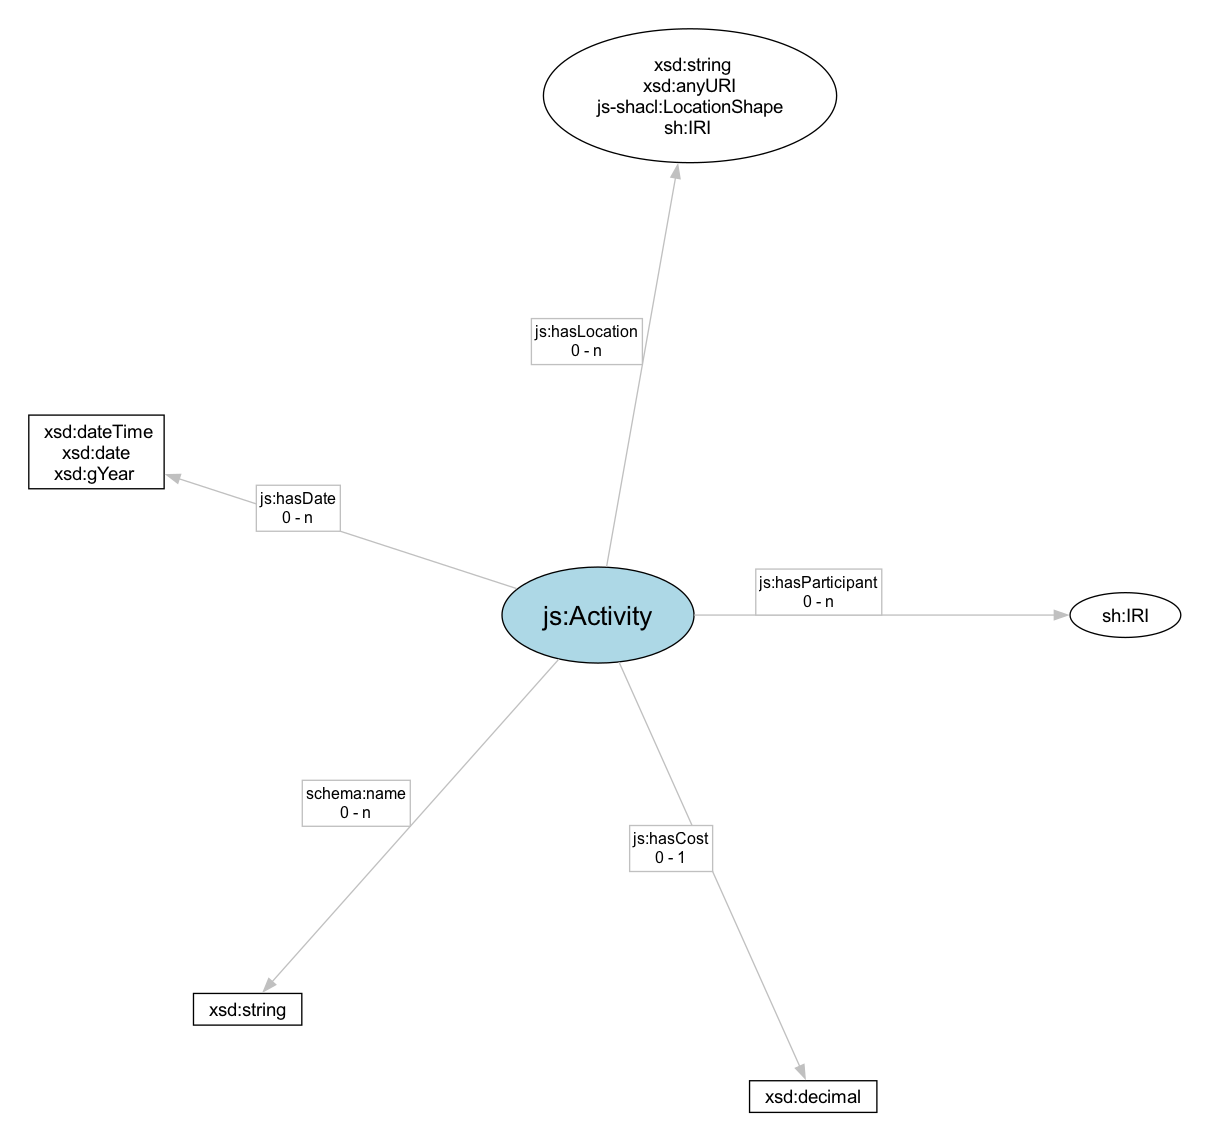 xsd:string
xsd:anyURI
js-shacl:LocationShape
sh:IRI
js:hasLocation
0 - n
xsd:dateTime
xsd:date
xsd:gYear
js:hasDate
0 - n
js:Activity
js:hasParticipant
0 - n
sh:IRI
schema:name
0 - n
js:hasCost
0 - 1
xsd:string
xsd:decimal